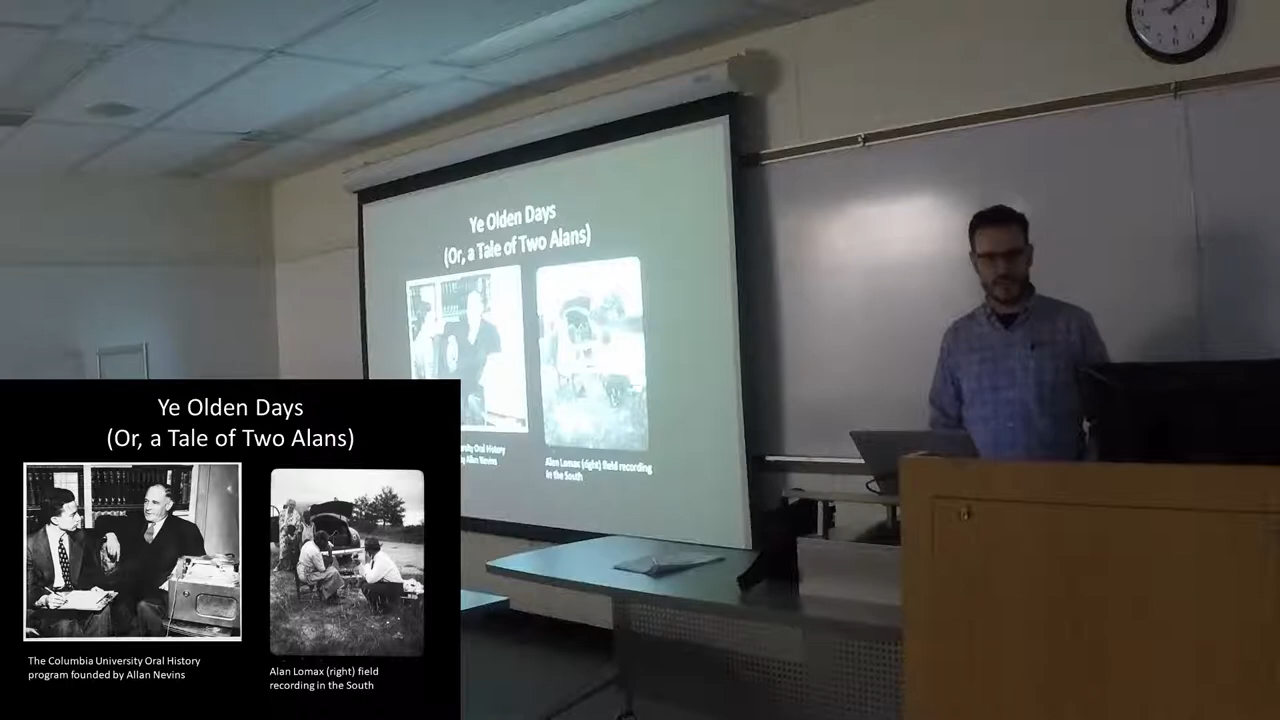 Ye Olden Days
(Or, a Tale of Two Alans)
Alan Lomax (right) field recording
in the South
Ye Olden Days
(Or, a Tale of Two Alans)
The Columbia University Oral History
program founded by Allan Nevins
Alan Lomax (right) field
recording in the South